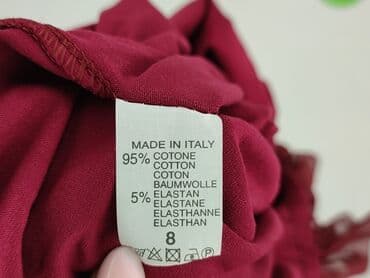 MADE IN ITALY
95% COTONE
COTTON
COTON
BAUMWOLLE
5% ELASTAN
ELASTANE
ELASTHANNE
ELASTHAN
8